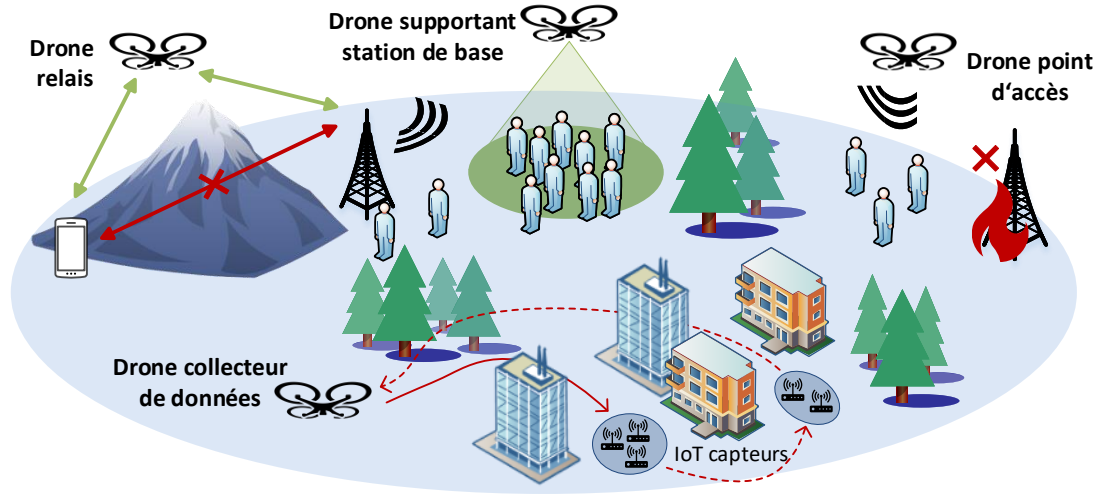 Drone
relais
Drone supportant
station de base
Drone point
d‘accès
Drone collecteur
de données
IoT capteurs